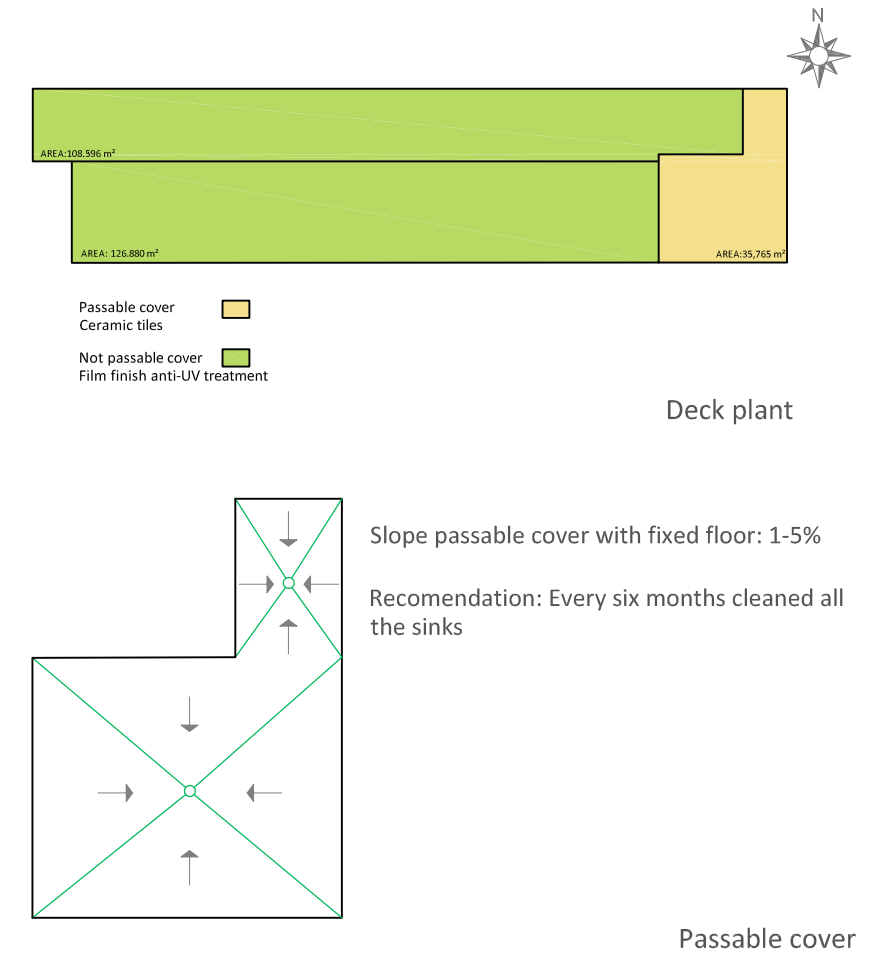 N
AREA:108.596 m²
AREA: 126.880 m²
AREA:35,765 m²
Passable cover
Ceramic tiles
Not passable cover
Film finish anti-UV treatment
Deck plant
Slope passable cover with fixed floor: 1-5%
Recomendation: Every six months cleaned all
the sinks
Passable cover